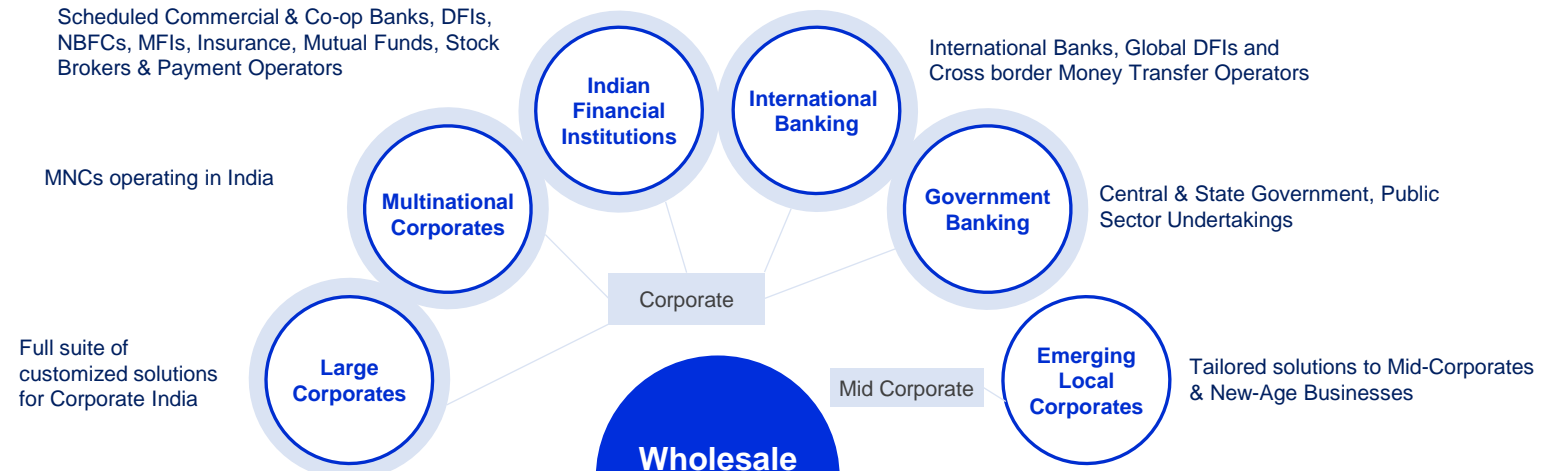 Scheduled Commercial & Co-op Banks, DFIs,
NBFCs, MFIs, Insurance, Mutual Funds, Stock
Brokers & Payment Operators
Indian
Financial
Institutions
International
Banking
International Banks, Global DFIs and
Cross border Money Transfer Operators
MNCs operating in India
Multinational
Corporates
Government
Banking
Central & State Government, Public
Sector Undertakings
Corporate
Full suite of
customized solutions
for Corporate India
Large
Corporates
Mid Corporate
Emerging
Local
Corporates
Tailored solutions to Mid-Corporates
& New-Age Businesses
Wholesale